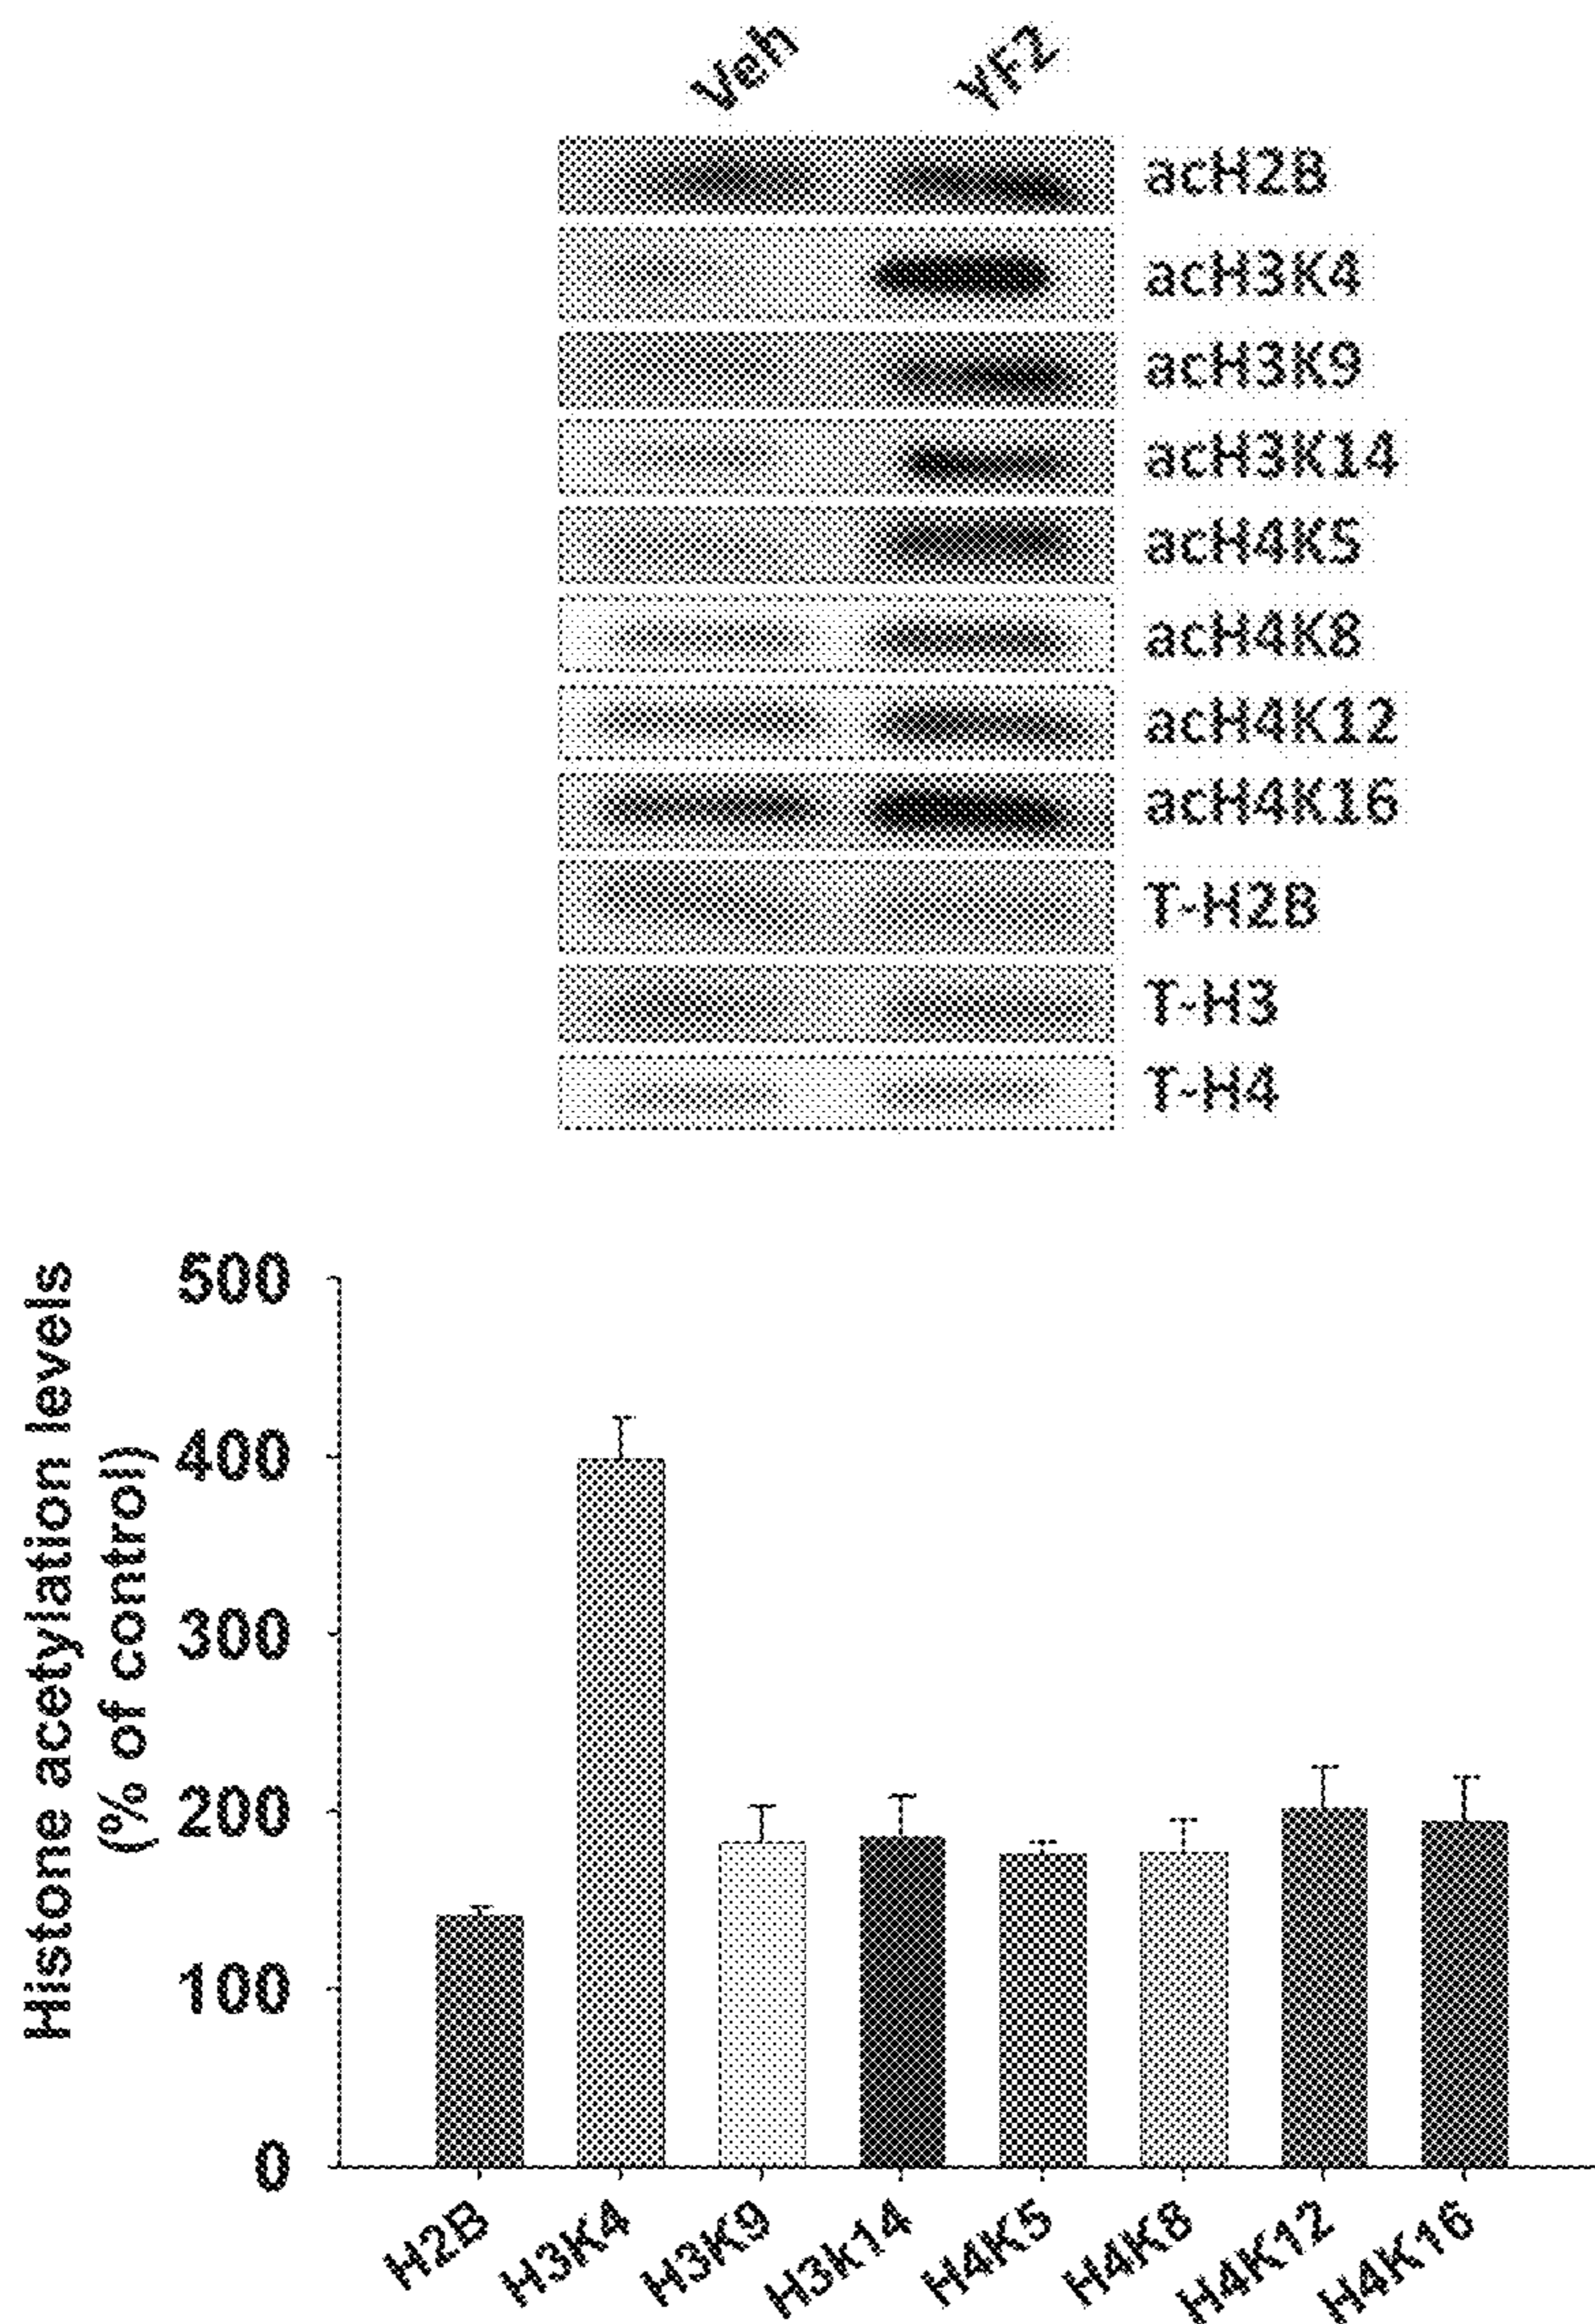 Veh YF2
acH2B
acH3K4
acH3K9
acH3K14
acH4K5
acH4K8
acH4K12
acH4K16
T-H2B
T-H3
T-H4
Histone acetylation levels
(% of control)
500
400
300
200
100
0
H2B H3K4 H3K9 H3k14 H4K5 H4K8 H4K12 H4K16